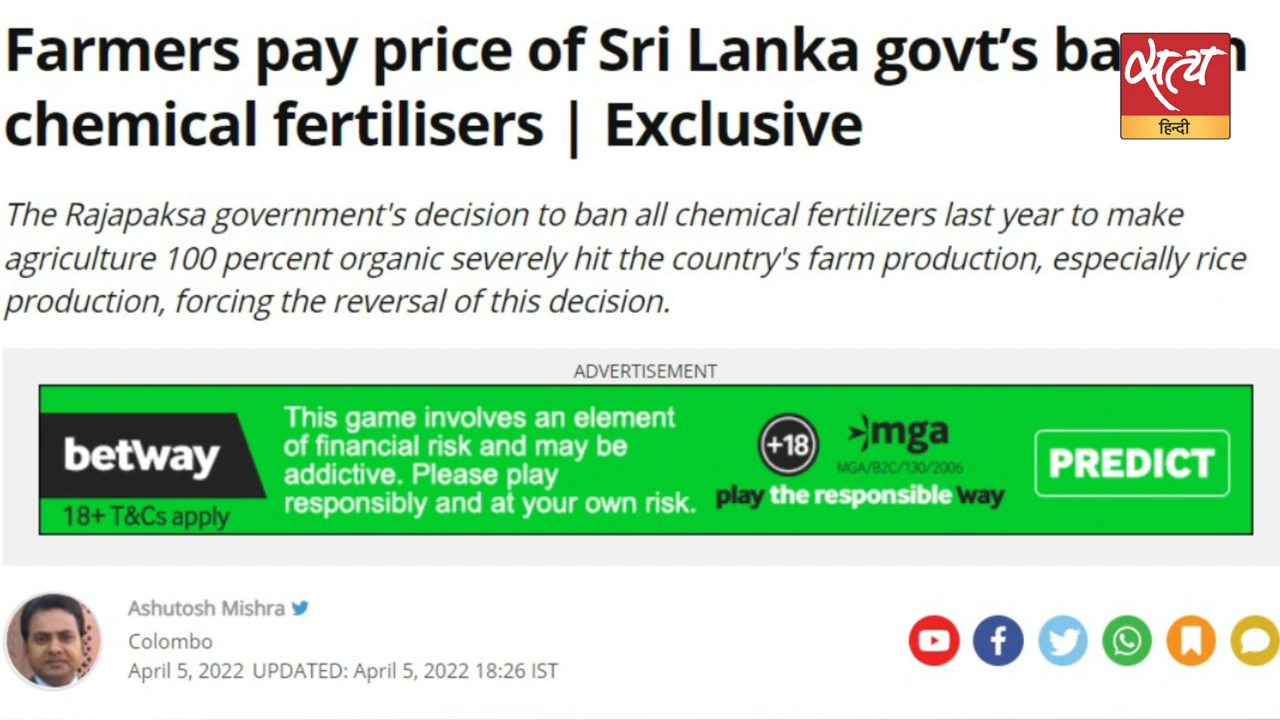 Farmers pay price of Sri Lanka govt’s
सत्य
हिन्दी
chemical fertilisers | Exclusive
The Rajapaksa government's decision to ban all chemical fertilizers last year to make
agriculture 100 percent organic severely hit the country's farm production, especially rice
production, forcing the reversal of this decision.
ADVERTISEMENT
betway
18+ T&Cs apply
This game involves an element
of financial risk and may be
addictive. Please play
responsibly and at your own risk.
+18
mga
MGA/B2C/130/2006
play the responsible way
PREDICT
Ashutosh Mishra
Colombo
April 5, 2022 UPDATED: April 5, 2022 18:26 IST